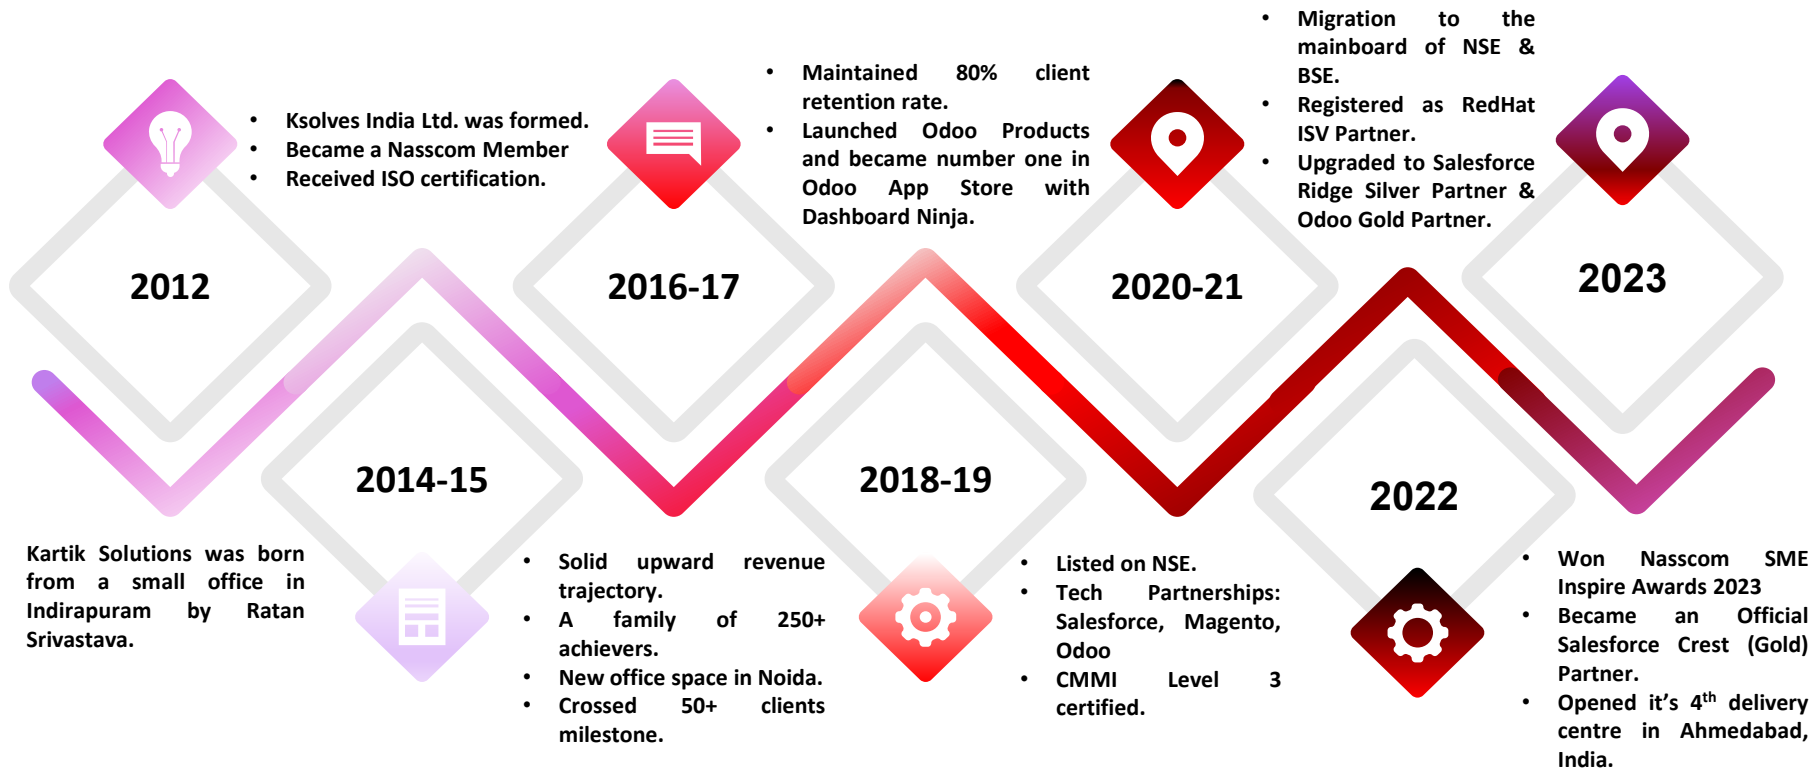 2012
Kartik Solutions was born
from a small office in
Indirapuram by Ratan
Srivastava.
• Ksolves India Ltd. was formed.
• Became a Nasscom Member
• Received ISO certification.
2014-15
• Solid upward revenue
trajectory.
• A family of 250+
achievers.
• New office space in Noida.
• Crossed 50+ clients
milestone.
2016-17
• Maintained 80% client
retention rate.
• Launched Odoo Products
and became number one in
Odoo App Store with
Dashboard Ninja.
2018-19
• Listed on NSE.
• Tech Partnerships:
Salesforce, Magento,
Odoo
• CMMI Level 3
certified.
2020-21
• Migration to the
mainboard of NSE &
BSE.
• Registered as RedHat
ISV Partner.
• Upgraded to Salesforce
Ridge Silver Partner &
Odoo Gold Partner.
2022
• Won Nasscom SME
Inspire Awards 2023
• Became an Official
Salesforce Crest (Gold)
Partner.
• Opened it's 4th delivery
centre in Ahmedabad,
India.
2023